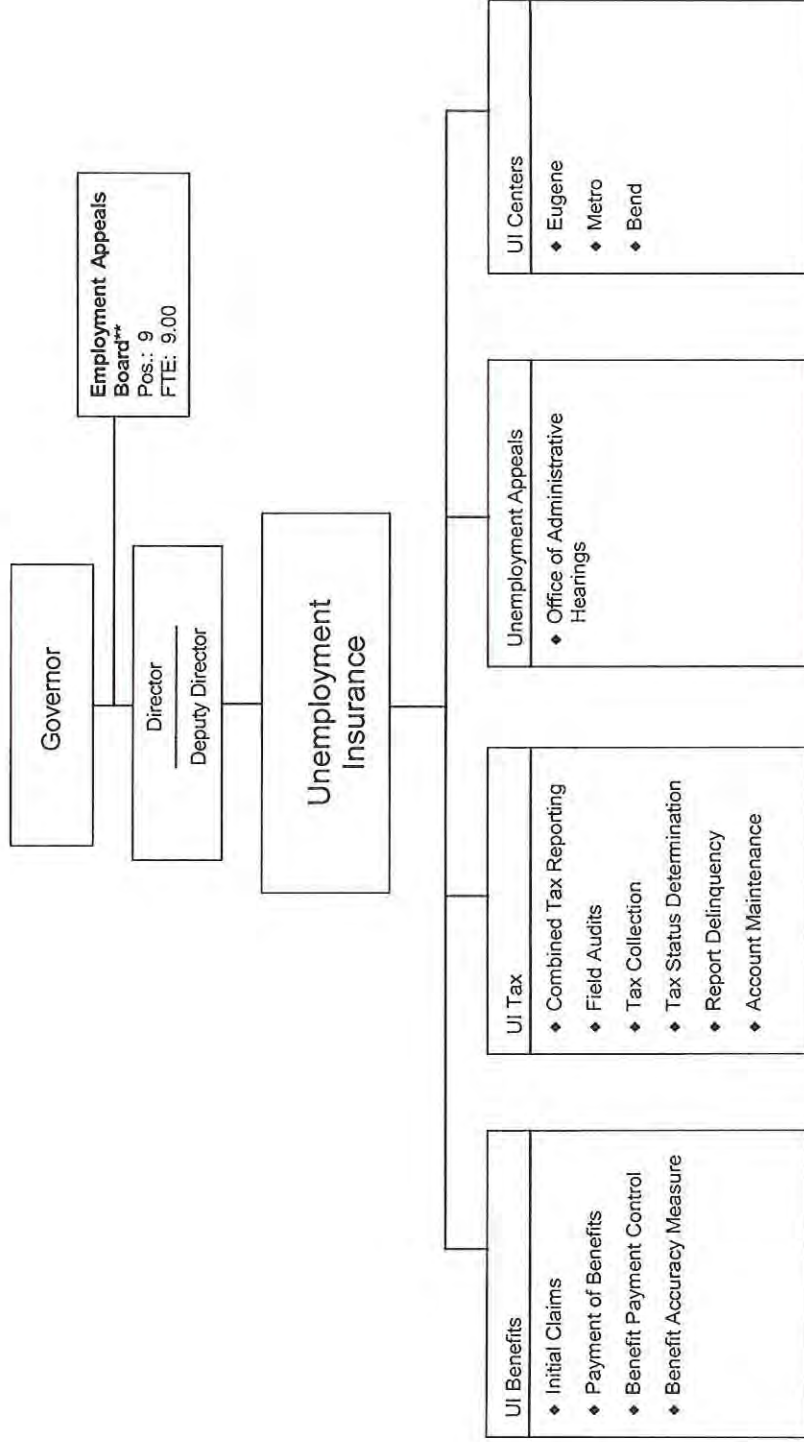 Governor
Employment Appeals
Board**
Pos.: 9
FTE: 9.00
Director
Deputy Director
Unemployment
Insurance
UI Benefits
❖ Initial Claims
❖ Payment of Benefits
❖ Benefit Payment Control
❖ Benefit Accuracy Measure
UI Tax
❖ Combined Tax Reporting
❖ Field Audits
❖ Tax Collection
❖ Tax Status Determination
❖ Report Delinquency
❖ Account Maintenance
Unemployment Appeals
❖ Office of Administrative
Hearings
UI Centers
❖ Eugene
❖ Metro
❖ Bend